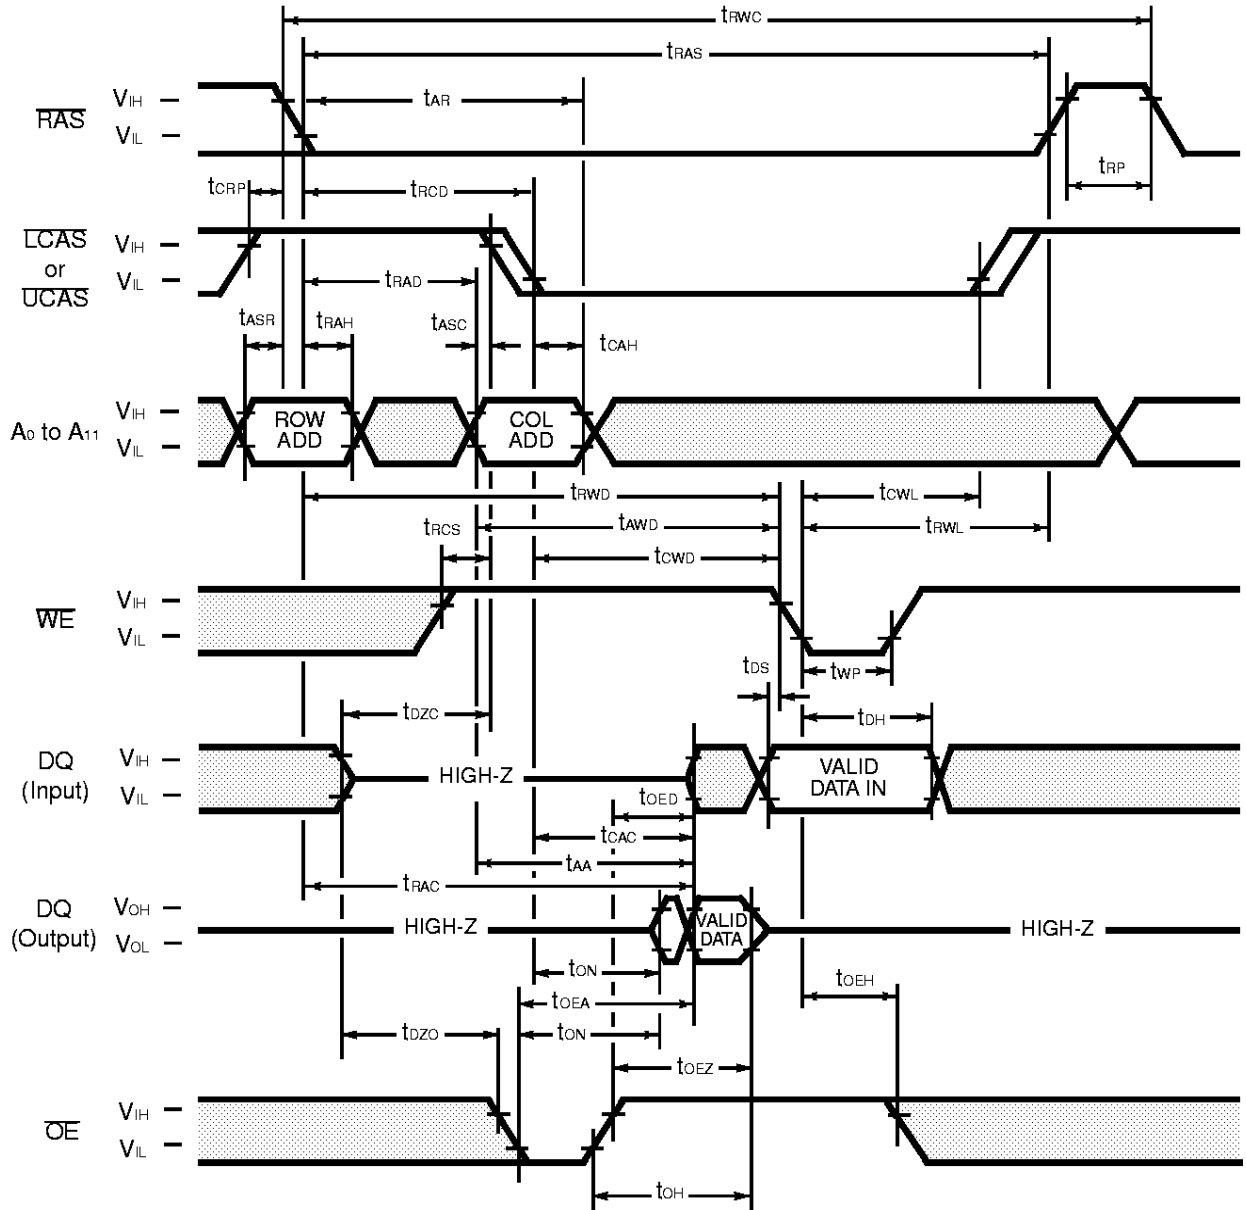 tRWC
tRAS
tAR
RAS VIH
VIL
tCRP tRCD tRP
LCAS VIH
or
UCAS VIL
tRAD
tASR tRAH tASC tCAH
A0 to A11 VIH
VIL
ROW ADD
COL ADD
tRWD tCWL
tRCS tAWD tRWL
tCWD
WE VIH
VIL
tDS tWP
tDZC tDH
DQ VIH
(Input) VIL
HIGH-Z
VALID
DATA IN
tOED
tCAC
tAA
tRAC
DQ VOH
(Output) VOL
HIGH-Z
VALID
DATA
HIGH-Z
tON tOEH
tOEA
tDZO tON
tOEZ
OE VIH
VIL
tOH